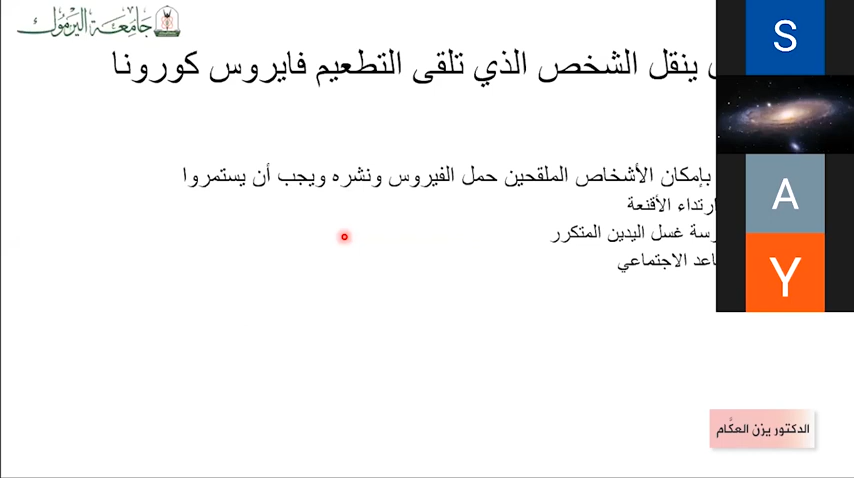 جامعة اليرموك
ينقل الشخص الذي تلقى التطعيم فايروس كورونا
بإمكان الأشخاص الملقحين حمل الفيروس ونشره ويجب أن يستمروا
ارتداء الأقنعة
غسل اليدين المتكرر
الاجتماعي
S
A
Y
الدكتور يزن العكَّام